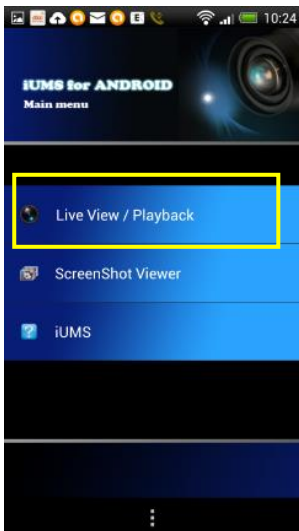 10:24
iUMS for ANDROID
Main menu
Live View / Playback
ScreenShot Viewer
iUMS